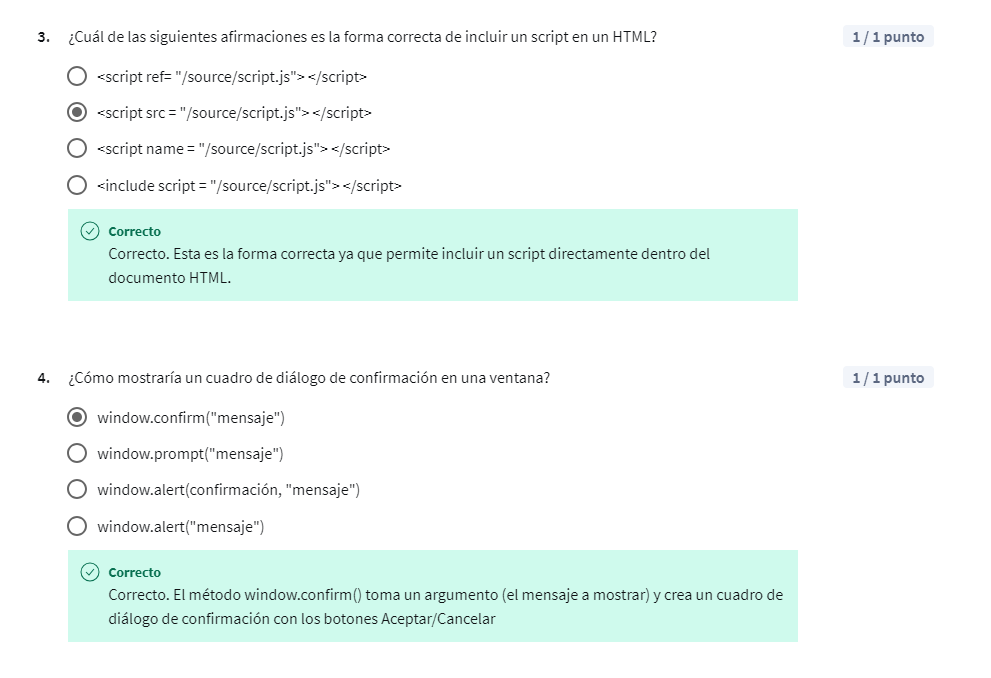 3. ¿Cuál de las siguientes afirmaciones es la forma correcta de incluir un script en un HTML? 1 / 1 punto
<script ref= "/source/script.js"> </script>
<script src = "/source/script.js"> </script>
<script name = "/source/script.js"> </script>
<include script = "/source/script.js"> </script>
Correcto
Correcto. Esta es la forma correcta ya que permite incluir un script directamente dentro del
documento HTML.
4. ¿Cómo mostraría un cuadro de diálogo de confirmación en una ventana? 1 / 1 punto
window.confirm("mensaje")
window.prompt("mensaje")
window.alert(confirmación, "mensaje")
window.alert("mensaje")
Correcto
Correcto. El método window.confirm() toma un argumento (el mensaje a mostrar) y crea un cuadro de
diálogo de confirmación con los botones Aceptar/Cancelar